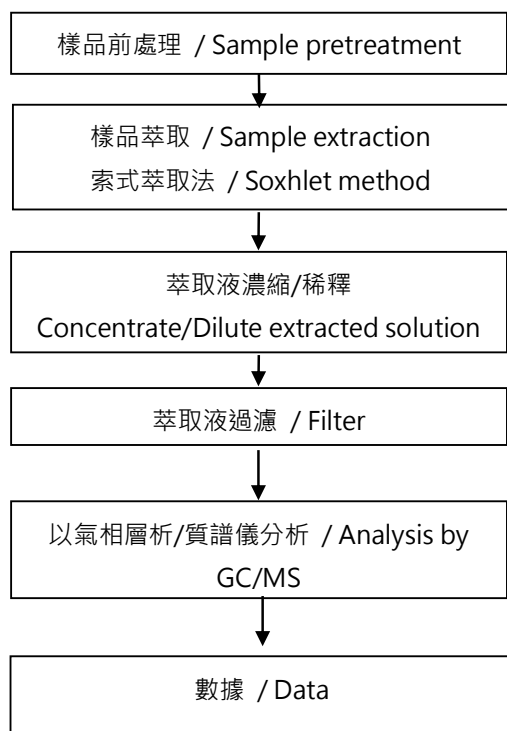 樣品前處理 / Sample pretreatment
樣品萃取 / Sample extraction
索式萃取法 / Soxhlet method
萃取液濃縮/稀釋
Concentrate/Dilute extracted solution
萃取液過濾 / Filter
以氣相層析/質譜儀分析 / Analysis by
GC/MS
數據 / Data